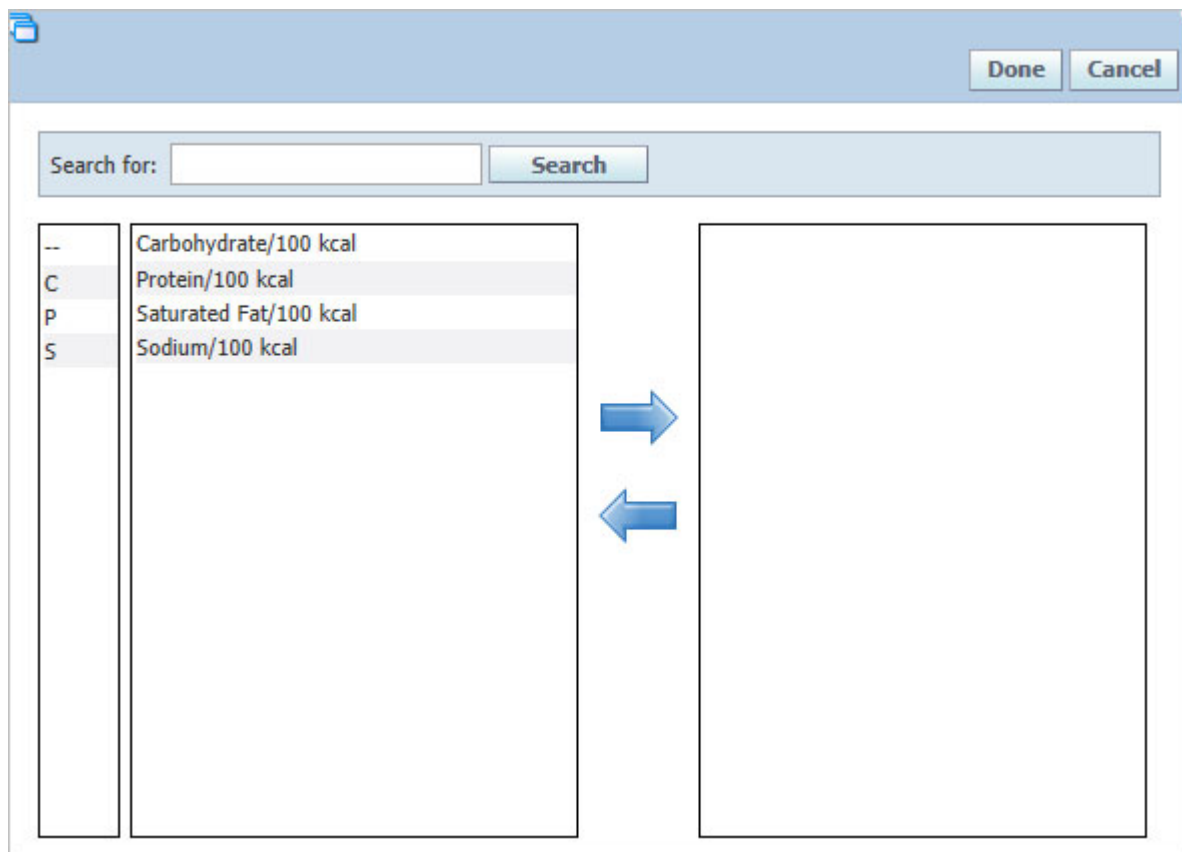 Done Cancel
Search for: Search
--
C
P
S
Carbohydrate/100 kcal
Protein/100 kcal
Saturated Fat/100 kcal
Sodium/100 kcal